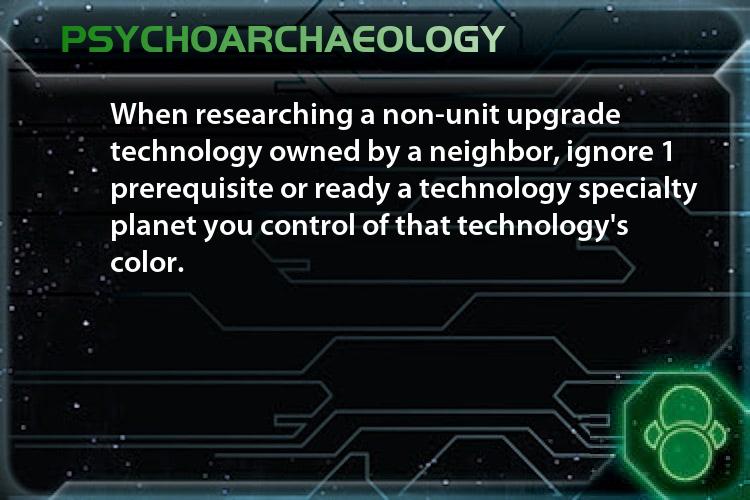 PSYCHOARCHAEOLOGY
When researching a non-unit upgrade
technology owned by a neighbor, ignore 1
prerequisite or ready a technology specialty
planet you control of that technology's
color.